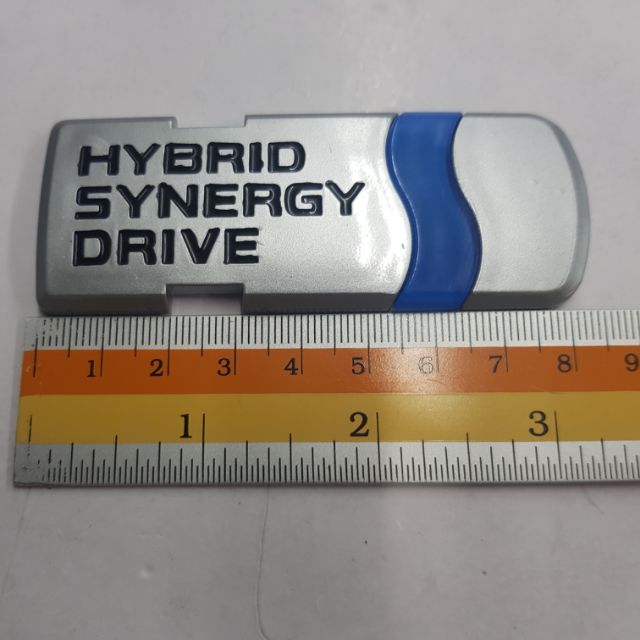 HYBRID
SYNERGY
DRIVE
1 2 3 4 5 6 7 8 9
1 2 3